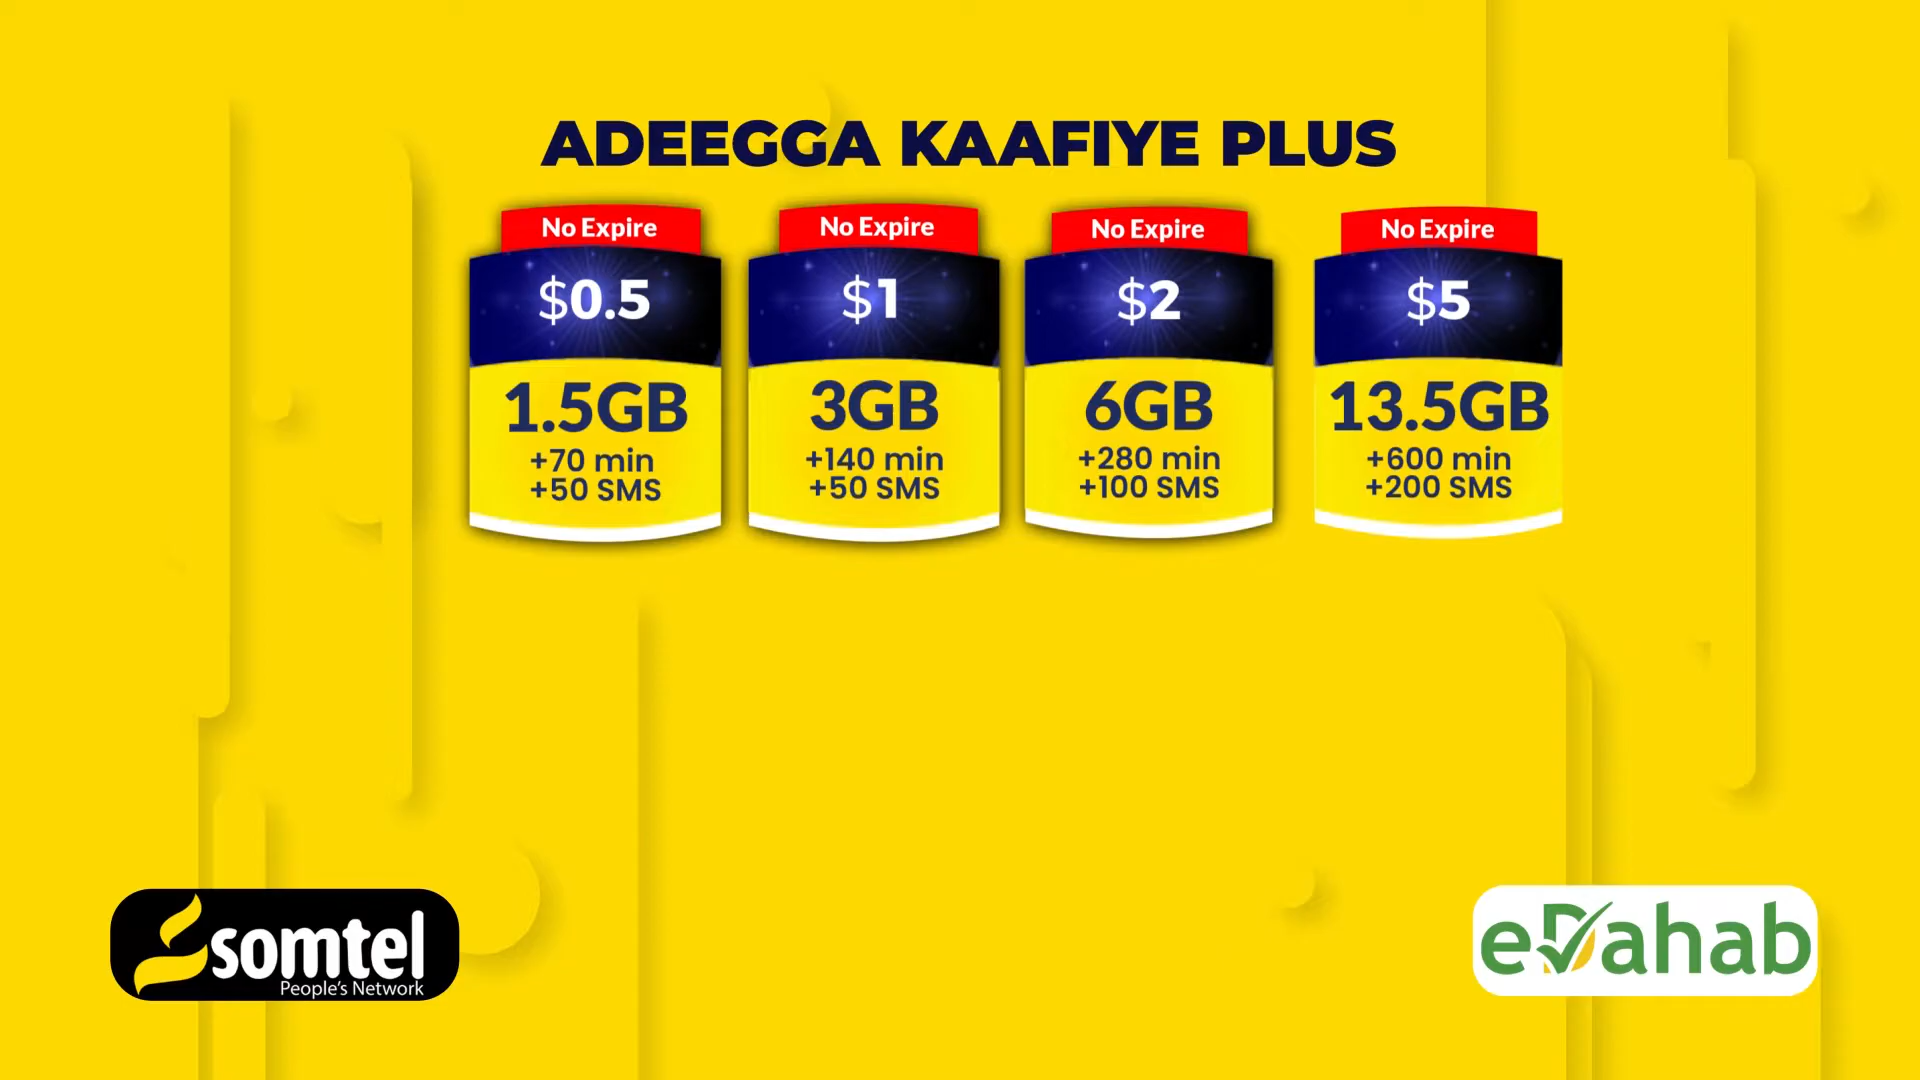 ADEEGGA KAAFIYE PLUS
No Expire
$0.5
1.5GB
+70 min
+50 SMS
No Expire
$1
3GB
+140 min
+50 SMS
No Expire
$2
6GB
+280 min
+100 SMS
No Expire
$5
13.5GB
+600 min
+200 SMS
somtel
People's Network
eDahab